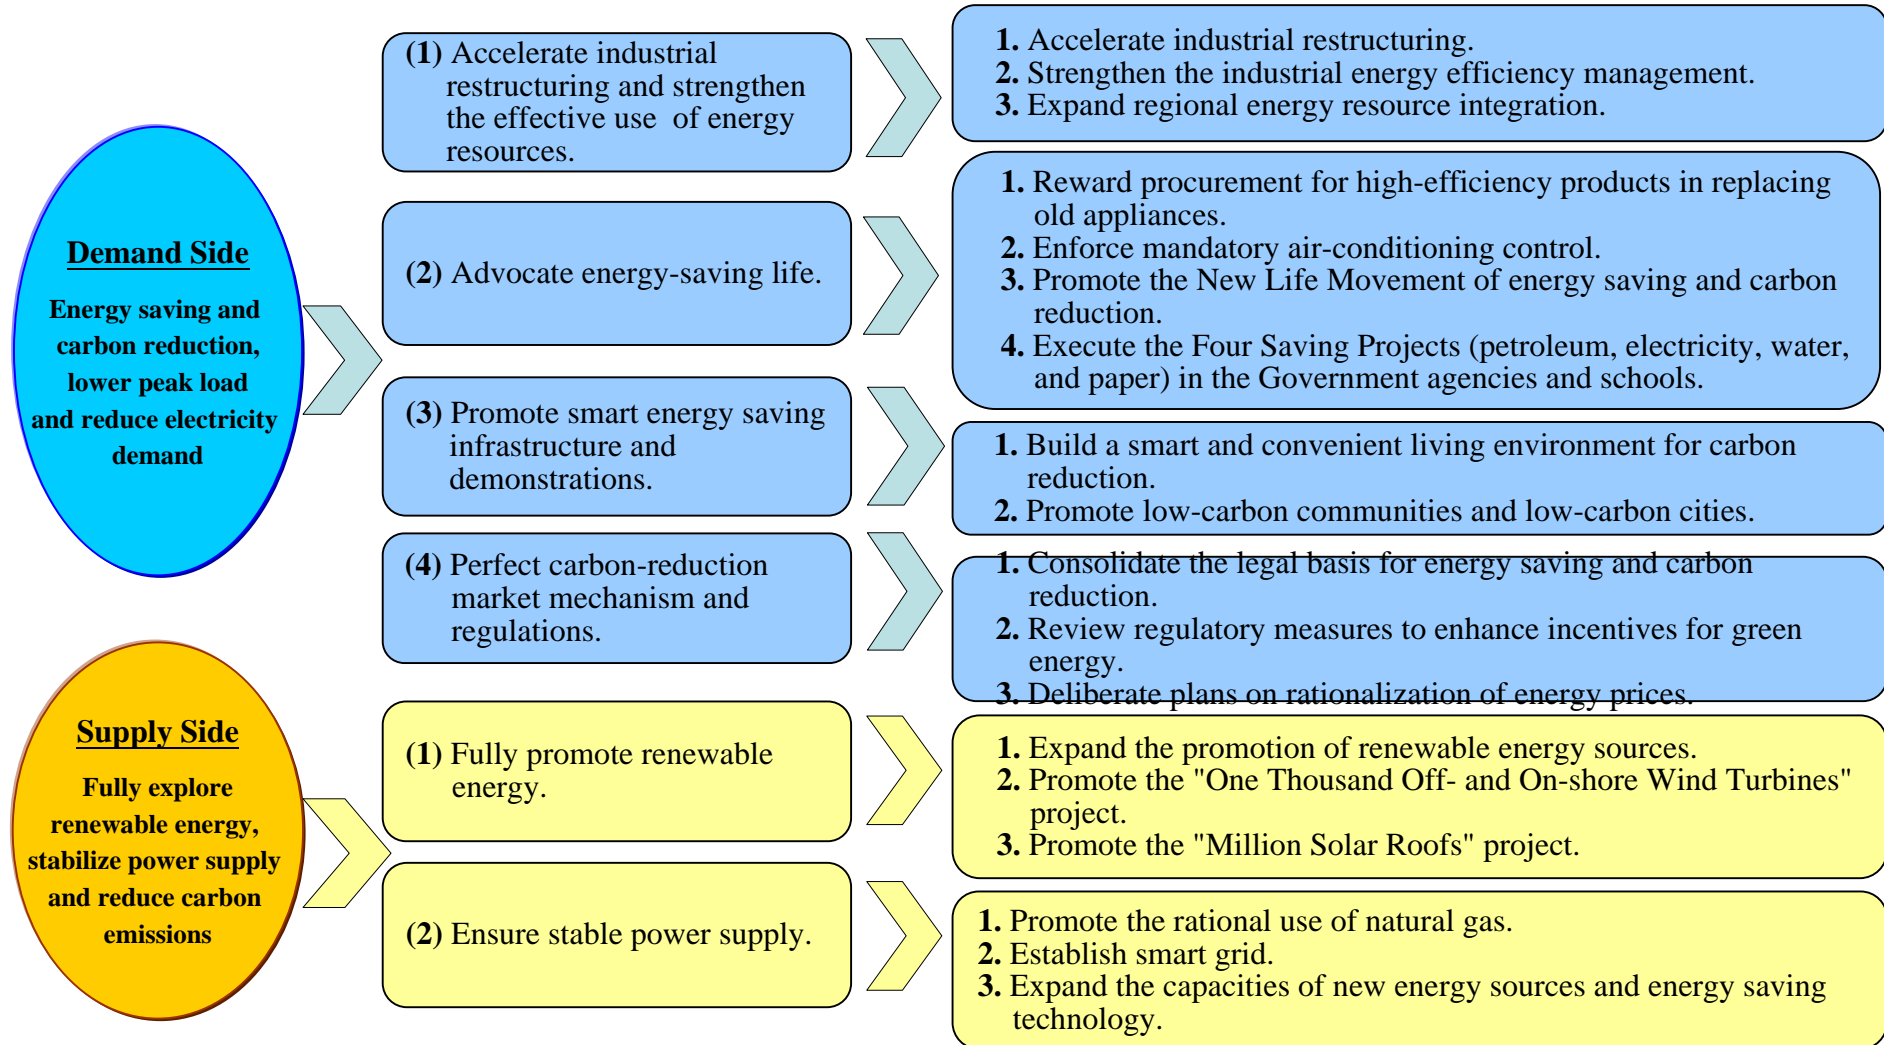 Demand Side
Energy saving and
carbon reduction,
lower peak load
and reduce electricity
demand
(1) Accelerate industrial
restructuring and strengthen
the effective use  of energy
resources.
1. Accelerate industrial restructuring.
2. Strengthen the industrial energy efficiency management.
3. Expand regional energy resource integration.
(2) Advocate energy-saving life.
1. Reward procurement for high-efficiency products in replacing
old appliances.
2. Enforce mandatory air-conditioning control.
3. Promote the New Life Movement of energy saving and carbon
reduction.
4. Execute the Four Saving Projects (petroleum, electricity, water,
and paper) in the Government agencies and schools.
(3) Promote smart energy saving
infrastructure and
demonstrations.
1. Build a smart and convenient living environment for carbon
reduction.
2. Promote low-carbon communities and low-carbon cities.
(4) Perfect carbon-reduction
market mechanism and
regulations.
1. Consolidate the legal basis for energy saving and carbon
reduction.
2. Review regulatory measures to enhance incentives for green
energy.
3. Deliberate plans on rationalization of energy prices.
Supply Side
Fully explore
renewable energy,
stabilize power supply
and reduce carbon
emissions
(1) Fully promote renewable
energy.
1. Expand the promotion of renewable energy sources.
2. Promote the "One Thousand Off- and On-shore Wind Turbines"
project.
3. Promote the "Million Solar Roofs" project.
(2) Ensure stable power supply.
1. Promote the rational use of natural gas.
2. Establish smart grid.
3. Expand the capacities of new energy sources and energy saving
technology.